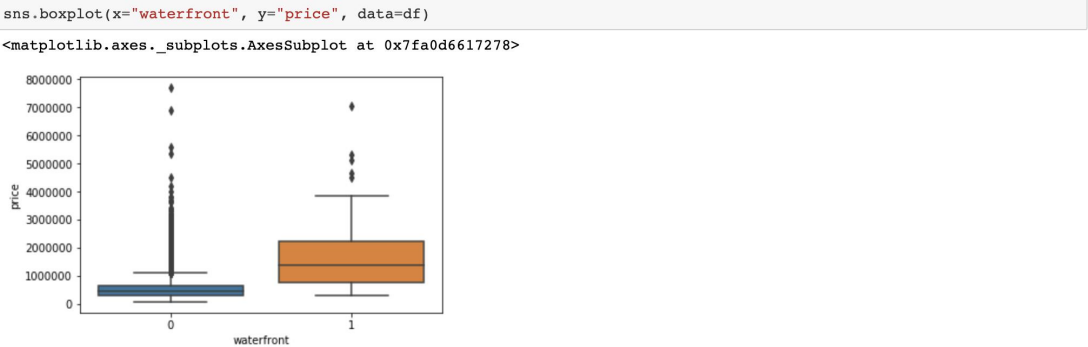 sns.boxplot(x="waterfront", y="price", data=df)
<matplotlib.axes._subplots.AxesSubplot at 0x7fa0d6617278>
8000000
7000000
6000000
5000000
4000000
3000000
2000000
1000000
0
price
0 1
waterfront